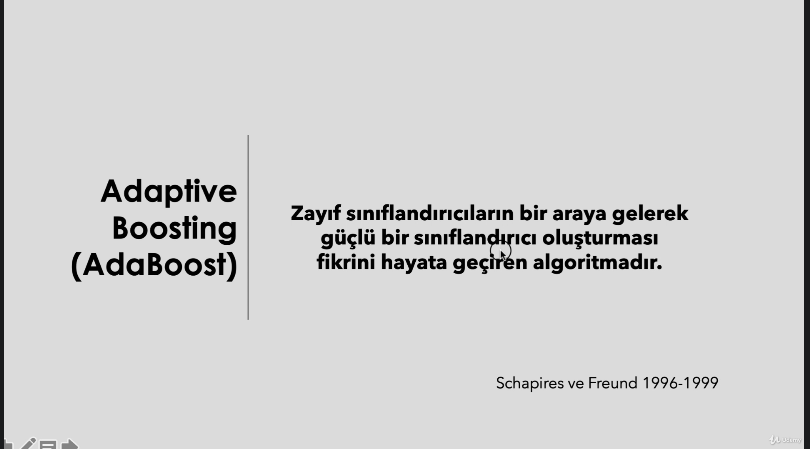 Adaptive
Boosting
(AdaBoost)
Zayıf sınıflandırıcıların bir araya gelerek
güçlü bir sınıflandırıcı oluşturması
fikrini hayata geçiren algoritmadır.
Schapires ve Freund 1996-1999